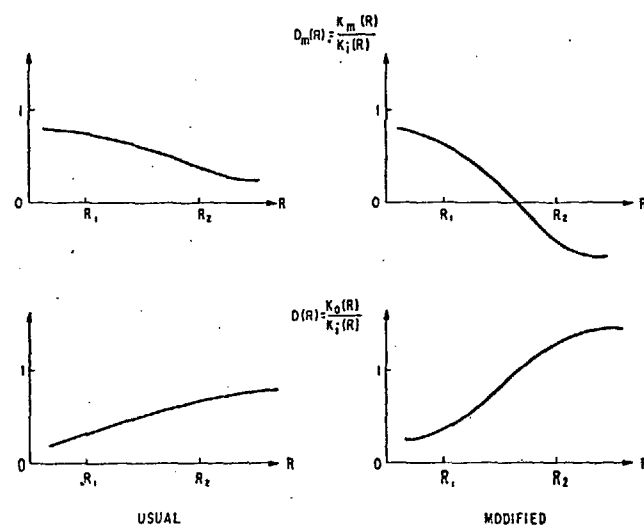 D_m(R) = K_m(R) / K_i(R)
1
0
R₁
R₂
R
1
0
R₁
R₂
R
D(R) = K_o(R) / K_i(R)
1
0
R₁
R₂
R
1
0
R₁
R₂
R
USUAL
MODIFIED